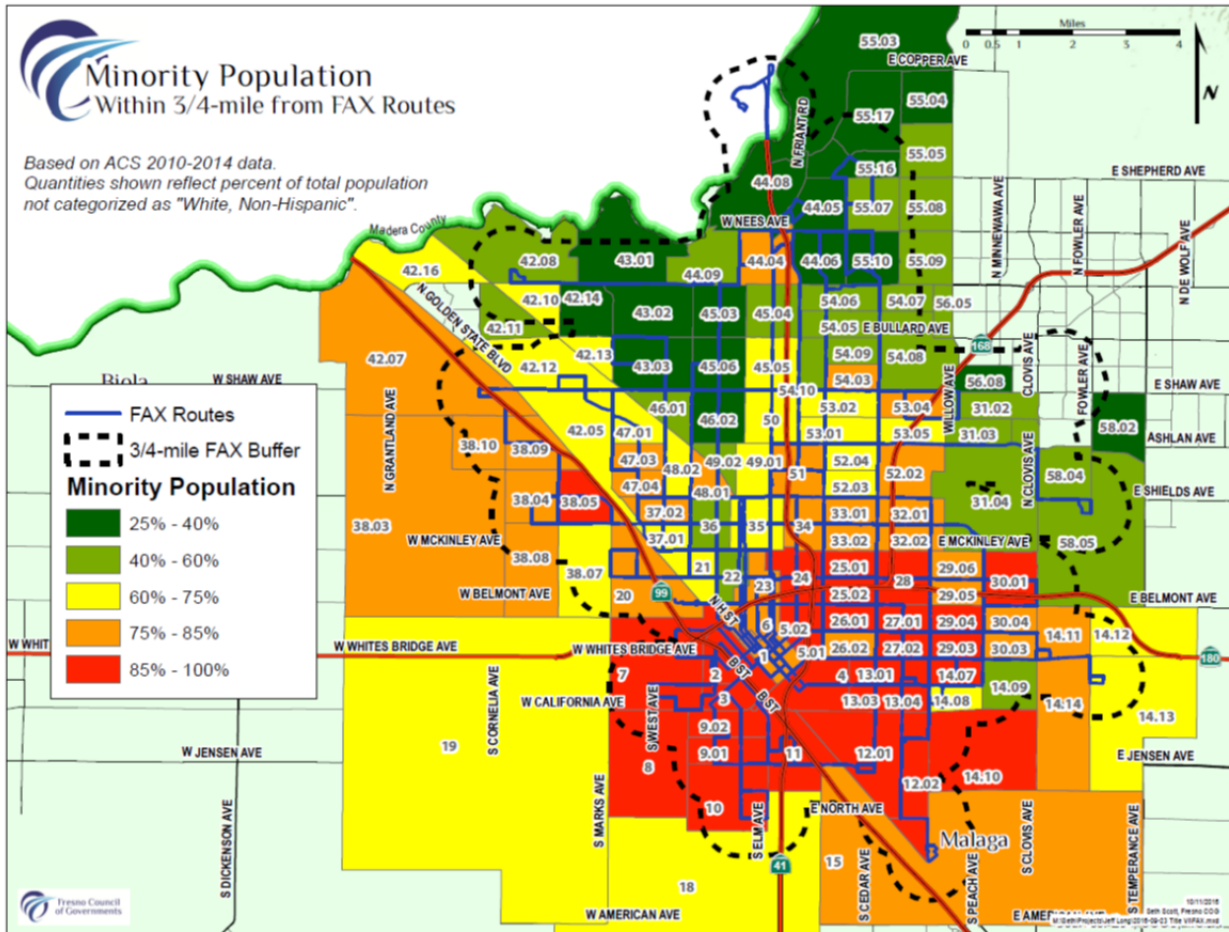 Minority Population
Within 3/4-mile from FAX Routes
Based on ACS 2010-2014 data.
Quantities shown reflect percent of total population
not categorized as "White, Non-Hispanic".
Miles
0 0.5 1 2 3 4
N
55.03
E COPPER AVE
55.04
55.17
N FRIANT RD
55.05
55.16
44.08
E SHEPHERD AVE
44.05
55.07
55.08
W NEES AVE
Madera County
N MINNEWAWA AVE
N FOWLER AVE
N DE WOLF AVE
42.16
42.08
43.01
44.09
44.04
44.06
55.10
55.09
N GOLDEN STATE BLVD
42.10
42.14
43.02
45.03
45.04
54.06
54.07
56.05
42.11
54.05
E BULLARD AVE
168
42.07
42.12
42.13
43.03
45.06
45.05
54.09
54.08
CLOVIS AVE
FOWLER AVE
Biola
W SHAW AVE
54.03
54.10
WILLOW AVE
56.08
E SHAW AVE
FAX Routes
3/4-mile FAX Buffer
Minority Population
25% - 40%
40% - 60%
60% - 75%
75% - 85%
85% - 100%
N GRANTLAND AVE
46.01
46.02
50
53.02
53.04
31.02
58.02
42.05
47.01
53.01
53.05
31.03
ASHLAN AVE
38.10
38.09
47.03
48.02
49.02
49.01
51
52.04
52.02
N CLOVIS AVE
58.04
38.04
38.05
47.04
48.01
52.03
31.04
E SHIELDS AVE
38.03
37.02
36
35
34
33.01
32.01
W MCKINLEY AVE
37.01
33.02
32.02
E MCKINLEY AVE
58.05
38.08
38.07
21
22
23
24
25.01
28
29.06
30.01
W BELMONT AVE
20
99
25.02
29.05
E BELMONT AVE
N H ST
6
5.02
26.01
27.01
29.04
30.04
14.11
14.12
W WHIT
W WHITES BRIDGE AVE
W WHITES BRIDGE AVE
1
5.01
26.02
27.02
29.03
30.03
180
7
2
B ST
B ST
4
13.01
14.07
14.09
W CALIFORNIA AVE
3
13.03
13.04
14.08
14.14
14.13
S CORNELIA AVE
S WEST AVE
9.02
W JENSEN AVE
19
8
9.01
11
12.01
E JENSEN AVE
12.02
14.10
10
E NORTH AVE
S DICKENSON AVE
S MARKS AVE
S ELM AVE
Malaga
41
15
S CEDAR AVE
S PEACH AVE
S CLOVIS AVE
S TEMPERANCE AVE
18
W AMERICAN AVE
Fresno Council
of Governments
10/11/2016
Seth Scott, Fresno COG